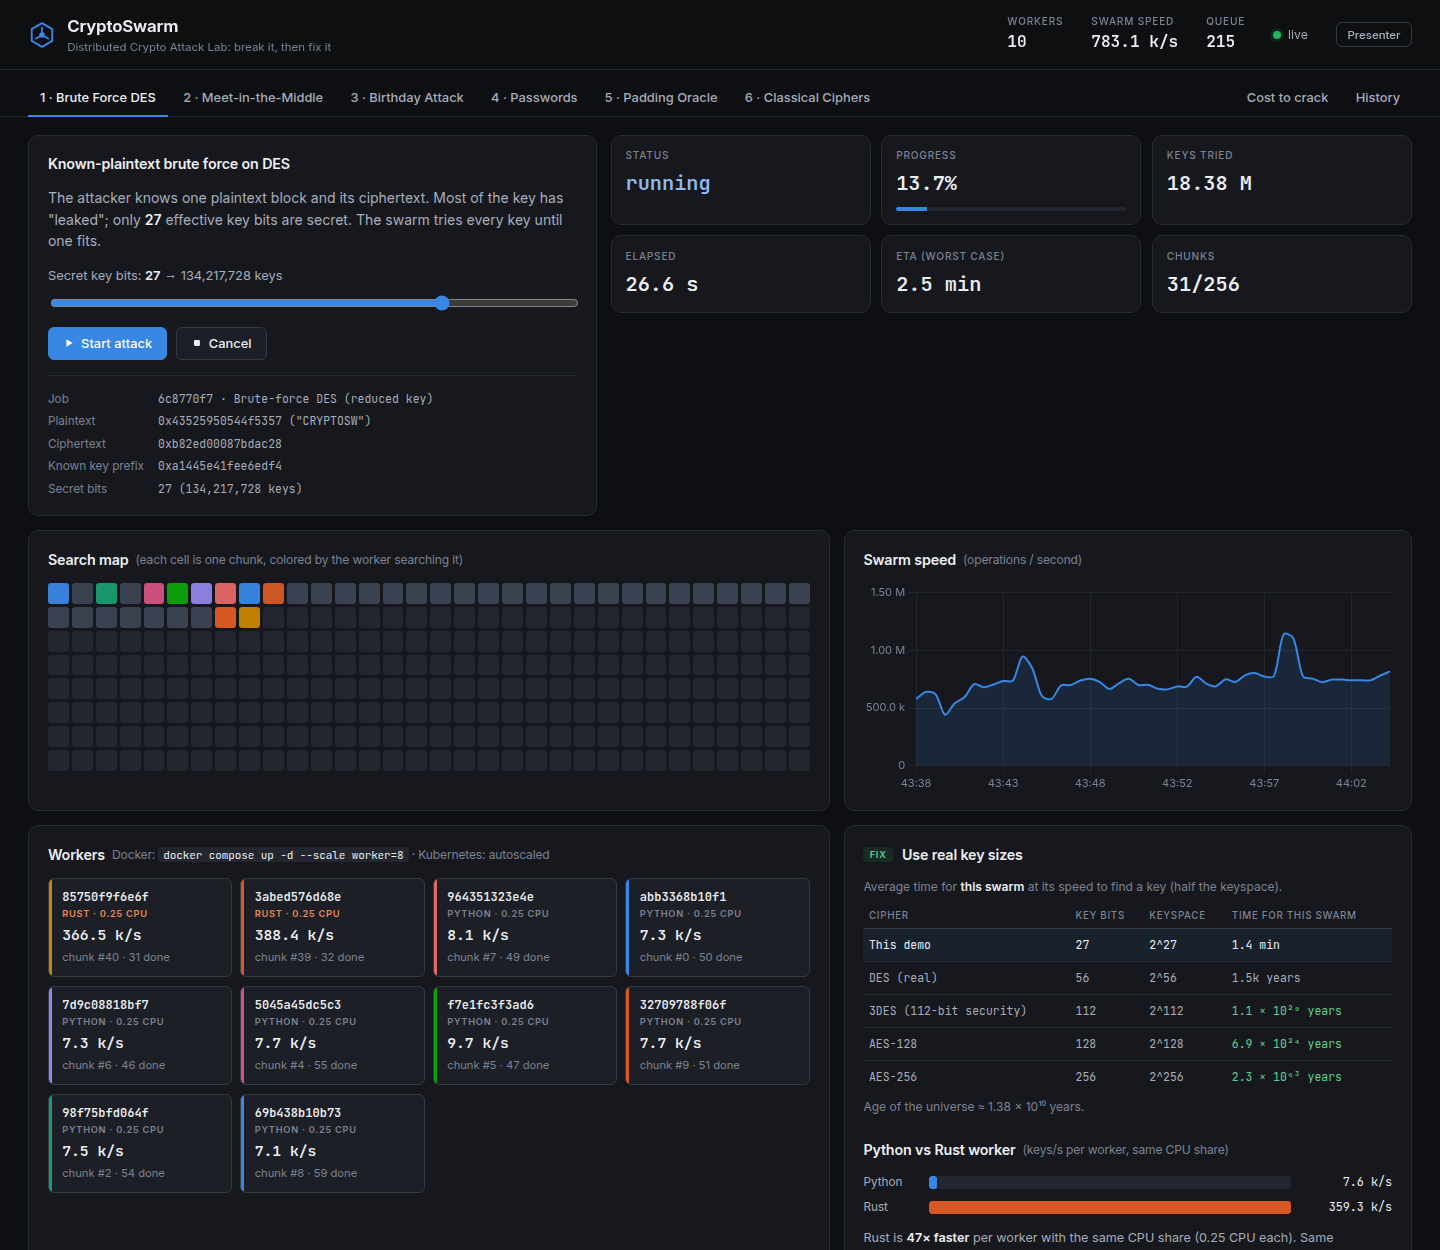 CryptoSwarm
Distributed Crypto Attack Lab: break it, then fix it
WORKERS
10
SWARM SPEED
783.1 k/s
QUEUE
215
live
Presenter
1 · Brute Force DES
2 · Meet-in-the-Middle
3 · Birthday Attack
4 · Passwords
5 · Padding Oracle
6 · Classical Ciphers
Cost to crack
History
Known-plaintext brute force on DES
The attacker knows one plaintext block and its ciphertext. Most of the key has
"leaked"; only 27 effective key bits are secret. The swarm tries every key until
one fits.
Secret key bits: 27 → 134,217,728 keys
Start attack
Cancel
Job 6c8770f7 · Brute-force DES (reduced key)
Plaintext 0x43525950544f5357 ("CRYPTOSW")
Ciphertext 0xb82ed00087bdac28
Known key prefix 0xa1445e41fee6edf4
Secret bits 27 (134,217,728 keys)
STATUS
running
PROGRESS
13.7%
KEYS TRIED
18.38 M
ELAPSED
26.6 s
ETA (WORST CASE)
2.5 min
CHUNKS
31/256
Search map (each cell is one chunk, colored by the worker searching it)
Swarm speed (operations / second)
1.50 M
1.00 M
500.0 k
0
43:38 43:43 43:48 43:52 43:57 44:02
Workers Docker: docker compose up -d --scale worker=8 · Kubernetes: autoscaled
85750f9f6e6f
RUST · 0.25 CPU
366.5 k/s
chunk #40 · 31 done
3abed576d68e
RUST · 0.25 CPU
388.4 k/s
chunk #39 · 32 done
964351323e4e
PYTHON · 0.25 CPU
8.1 k/s
chunk #7 · 49 done
abb3368b10f1
PYTHON · 0.25 CPU
7.3 k/s
chunk #0 · 50 done
7d9c08818bf7
PYTHON · 0.25 CPU
7.3 k/s
chunk #6 · 46 done
5045a45dc5c3
PYTHON · 0.25 CPU
7.7 k/s
chunk #4 · 55 done
f7e1fc3f3ad6
PYTHON · 0.25 CPU
9.7 k/s
chunk #5 · 47 done
32709788f06f
PYTHON · 0.25 CPU
7.7 k/s
chunk #9 · 51 done
98f75bfd064f
PYTHON · 0.25 CPU
7.5 k/s
chunk #2 · 54 done
69b438b10b73
PYTHON · 0.25 CPU
7.1 k/s
chunk #8 · 59 done
FIX Use real key sizes
Average time for this swarm at its speed to find a key (half the keyspace).
CIPHER KEY BITS KEYSPACE TIME FOR THIS SWARM
This demo 27 2^27 1.4 min
DES (real) 56 2^56 1.5k years
3DES (112-bit security) 112 2^112 1.1 × 10²⁰ years
AES-128 128 2^128 6.9 × 10²⁴ years
AES-256 256 2^256 2.3 × 10⁶³ years
Age of the universe ≈ 1.38 × 10¹⁰ years.
Python vs Rust worker (keys/s per worker, same CPU share)
Python 7.6 k/s
Rust 359.3 k/s
Rust is 47× faster per worker with the same CPU share (0.25 CPU each). Same